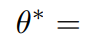 θ* =